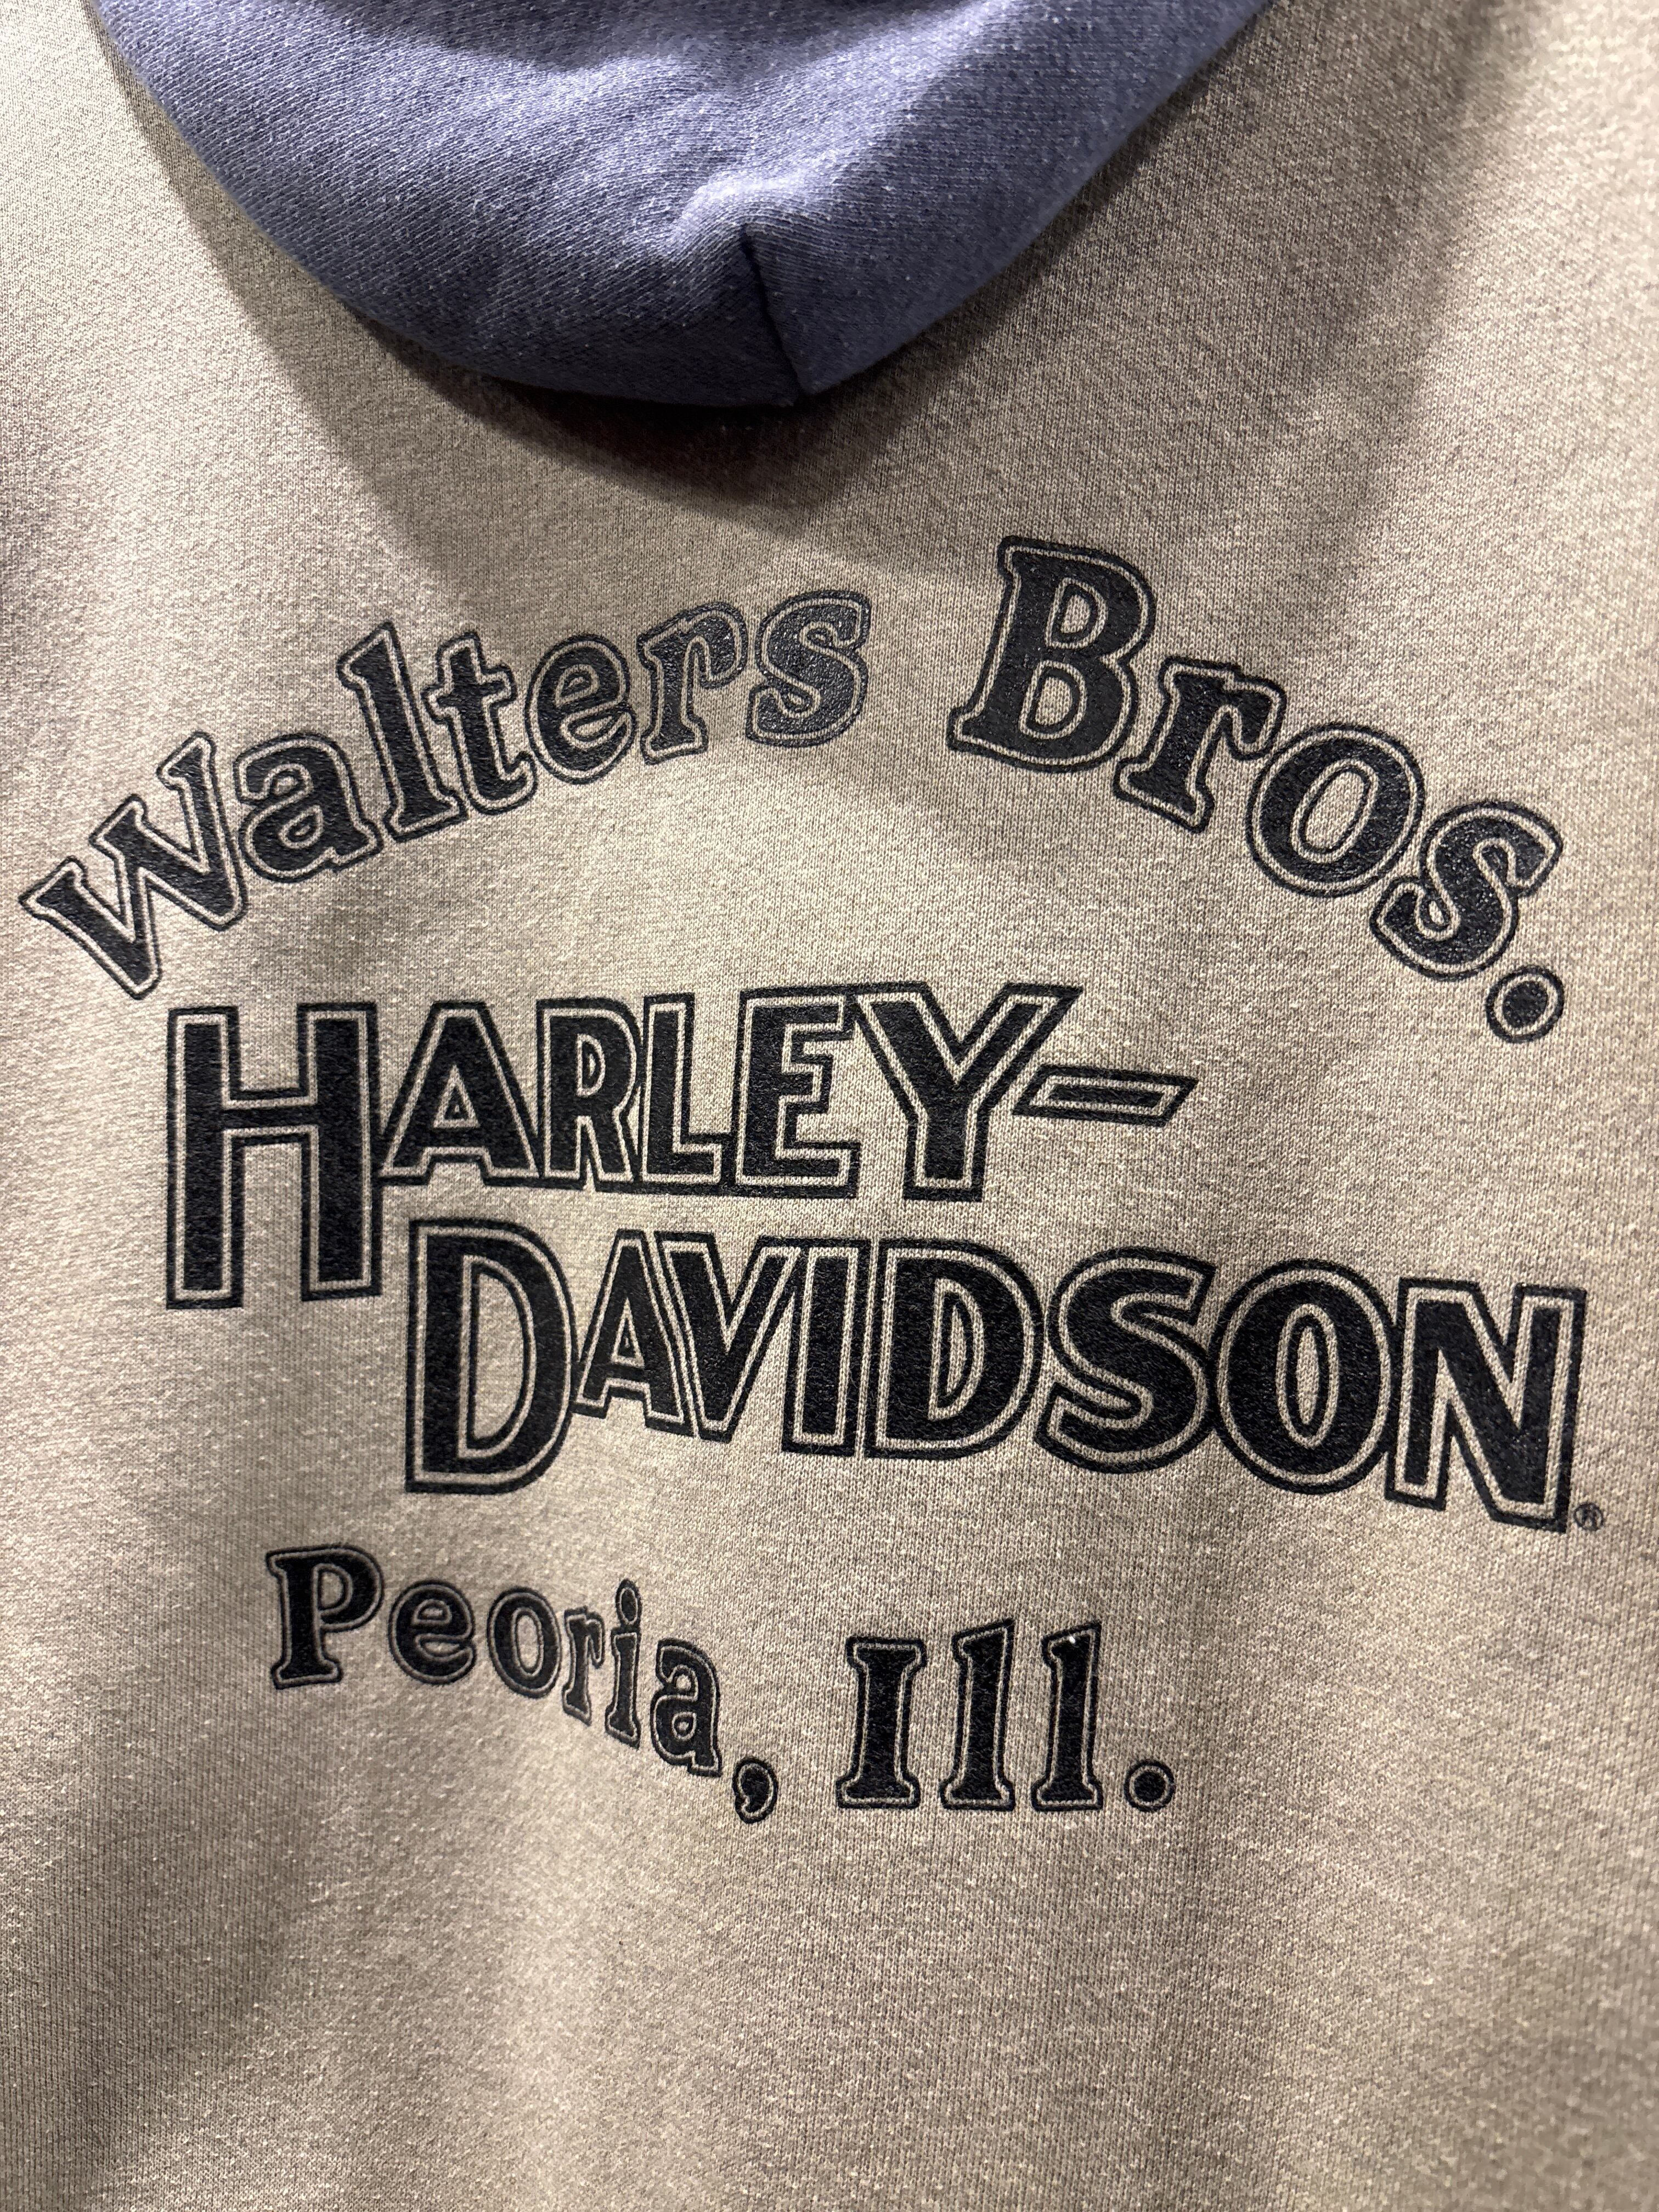 Walters Bros.
HARLEY-
DAVIDSON®
Peoria, Ill.